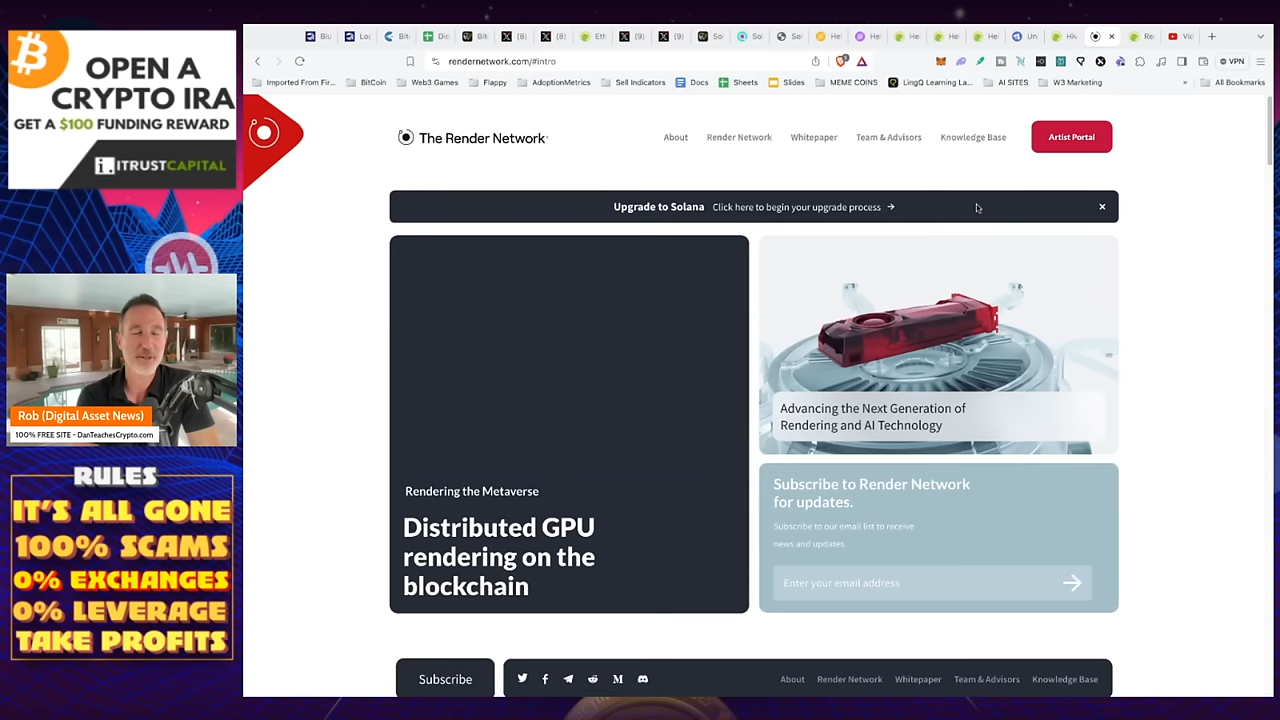 OPEN A
CRYPTO IRA
GET A $100 FUNDING REWARD
i. ITRUSTCAPITAL
Rob (Digital Asset News)
100% FREE SITE - DanTeachesCrypto.com
RULES
IT'S ALL GONE
100% SCAMS
0% EXCHANGES
0% LEVERAGE
TAKE PROFITS
rendernetwork.com/#intro
VPN
Imported From Fir...
BitCoin
Web3 Games
Flappy
AdoptionMetrics
Sell Indicators
Docs
Sheets
Slides
MEME COINS
LingQ Learning La...
AI SITES
W3 Marketing
»
All Bookmarks
The Render Network
About
Render Network
Whitepaper
Team & Advisors
Knowledge Base
Artist Portal
Upgrade to Solana Click here to begin your upgrade process →
Rendering the Metaverse
Distributed GPU
rendering on the
blockchain
Advancing the Next Generation of
Rendering and AI Technology
Subscribe to Render Network
for updates.
Subscribe to our email list to receive
news and updates.
Enter your email address
Subscribe
About
Render Network
Whitepaper
Team & Advisors
Knowledge Base